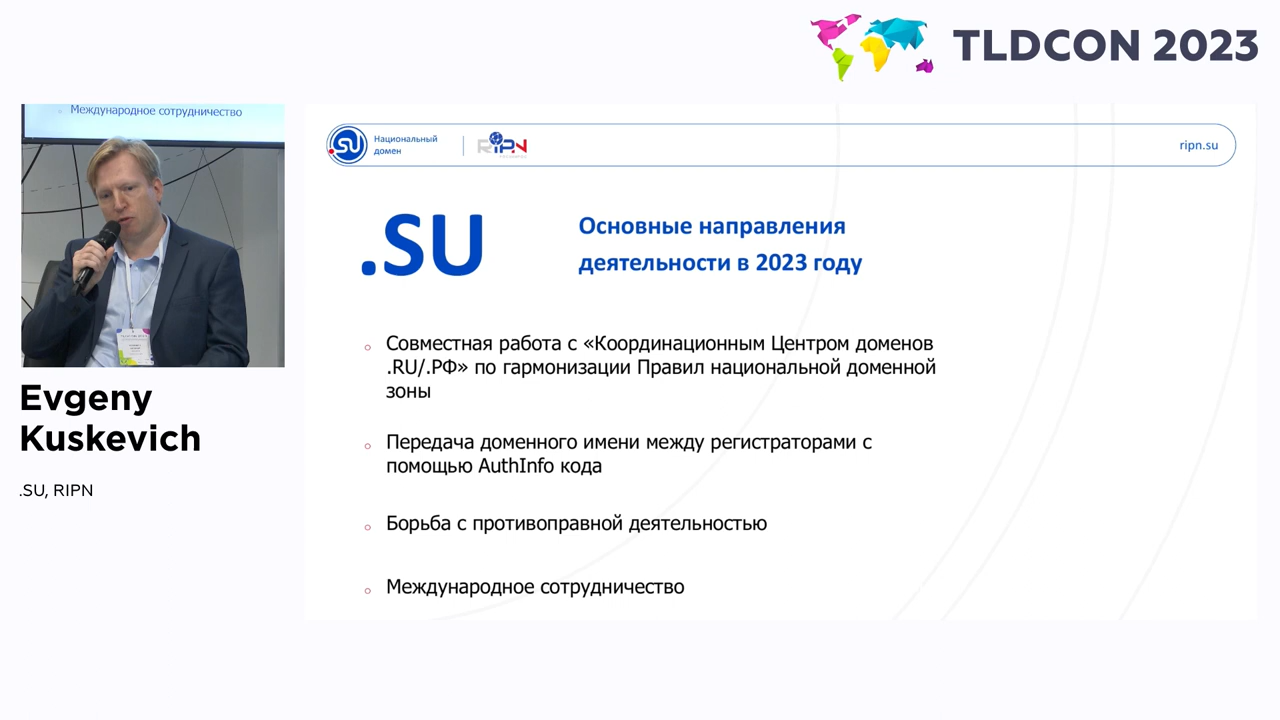 TLDCON 2023
Международное сотрудничество
.SU
Национальный
домен
RIPN
ripn.su
.SU
Основные направления
деятельности в 2023 году
Совместная работа с «Координационным Центром доменов
.RU/.РФ» по гармонизации Правил национальной доменной
зоны
Передача доменного имени между регистраторами с
помощью AuthInfo кода
Борьба с противоправной деятельностью
Международное сотрудничество
Evgeny
Kuskevich
.SU, RIPN